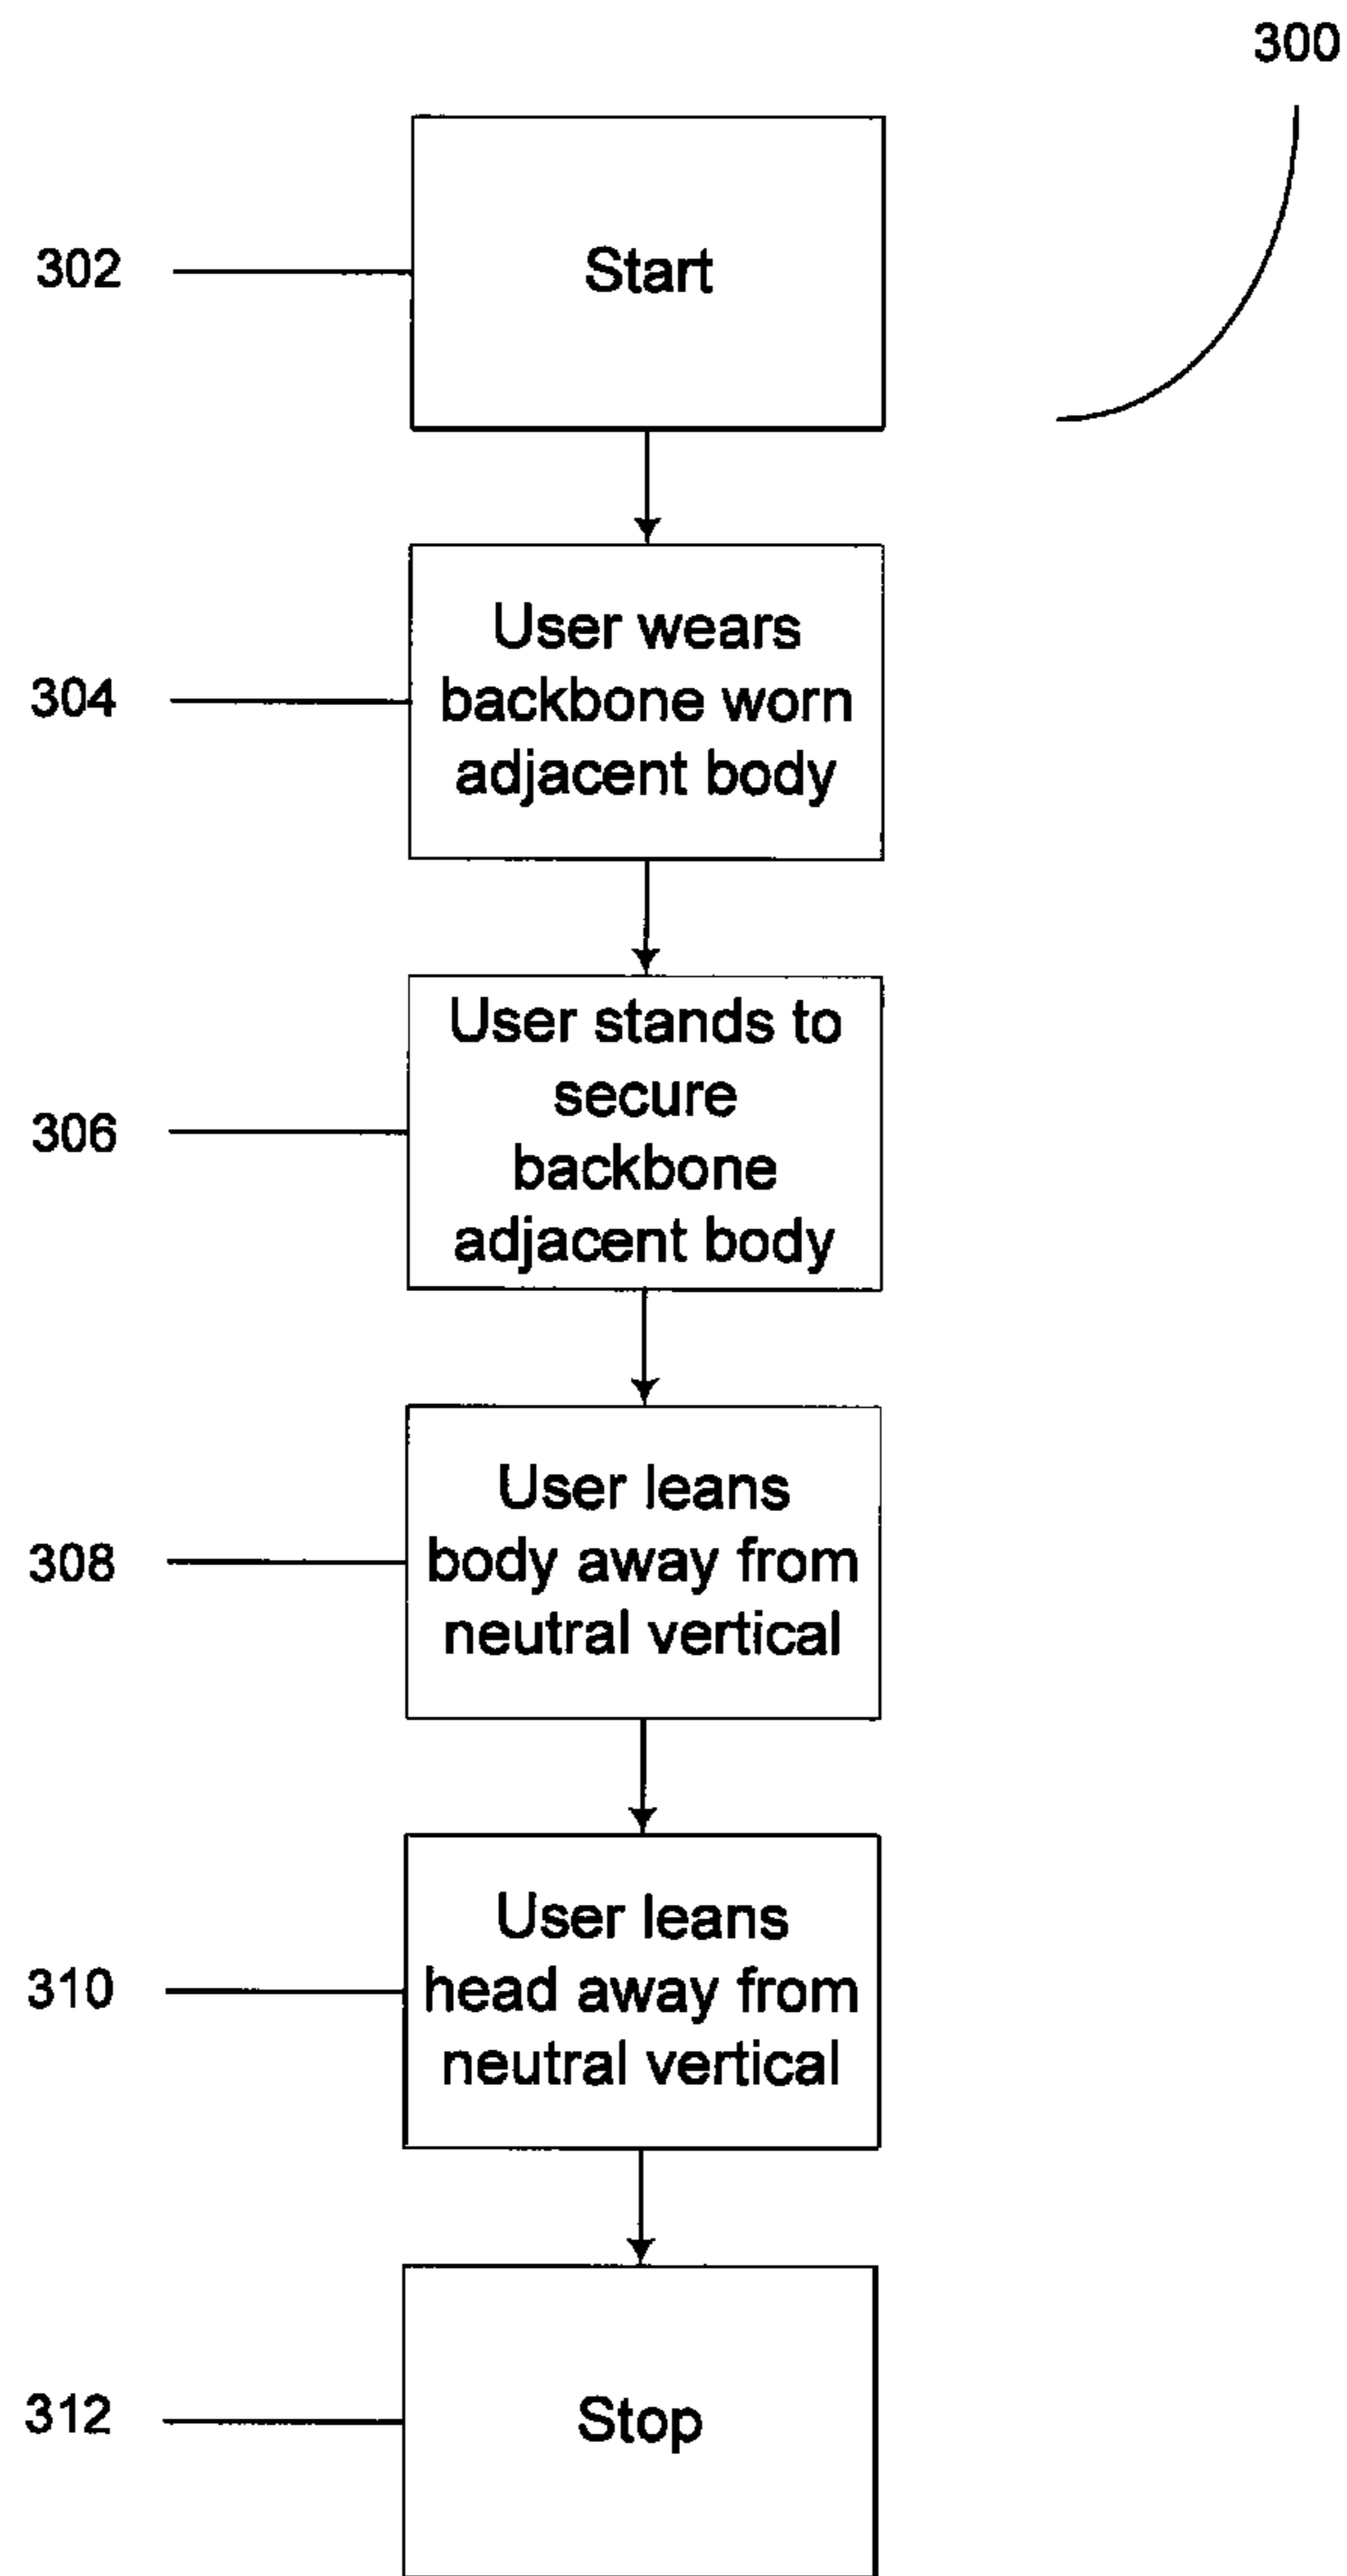 300
302
Start
304
User wears
backbone worn
adjacent body
306
User stands to
secure
backbone
adjacent body
308
User leans
body away from
neutral vertical
310
User leans
head away from
neutral vertical
312
Stop